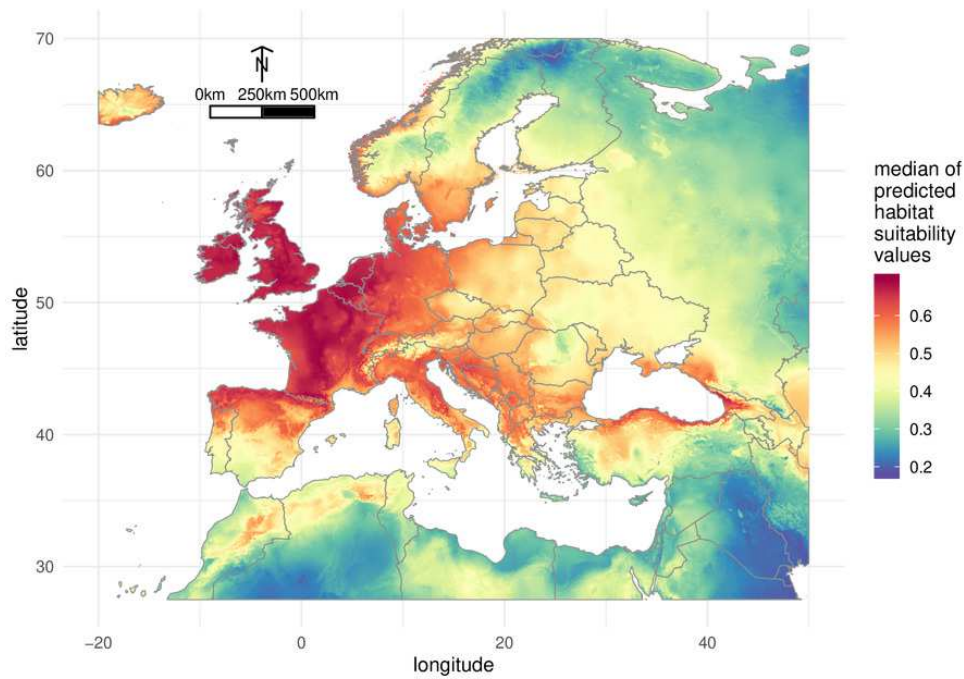 70
60
50
40
30
latitude
N
0km 250km 500km
median of
predicted
habitat
suitability
values
0.6
0.5
0.4
0.3
0.2
−20 0 20 40
longitude